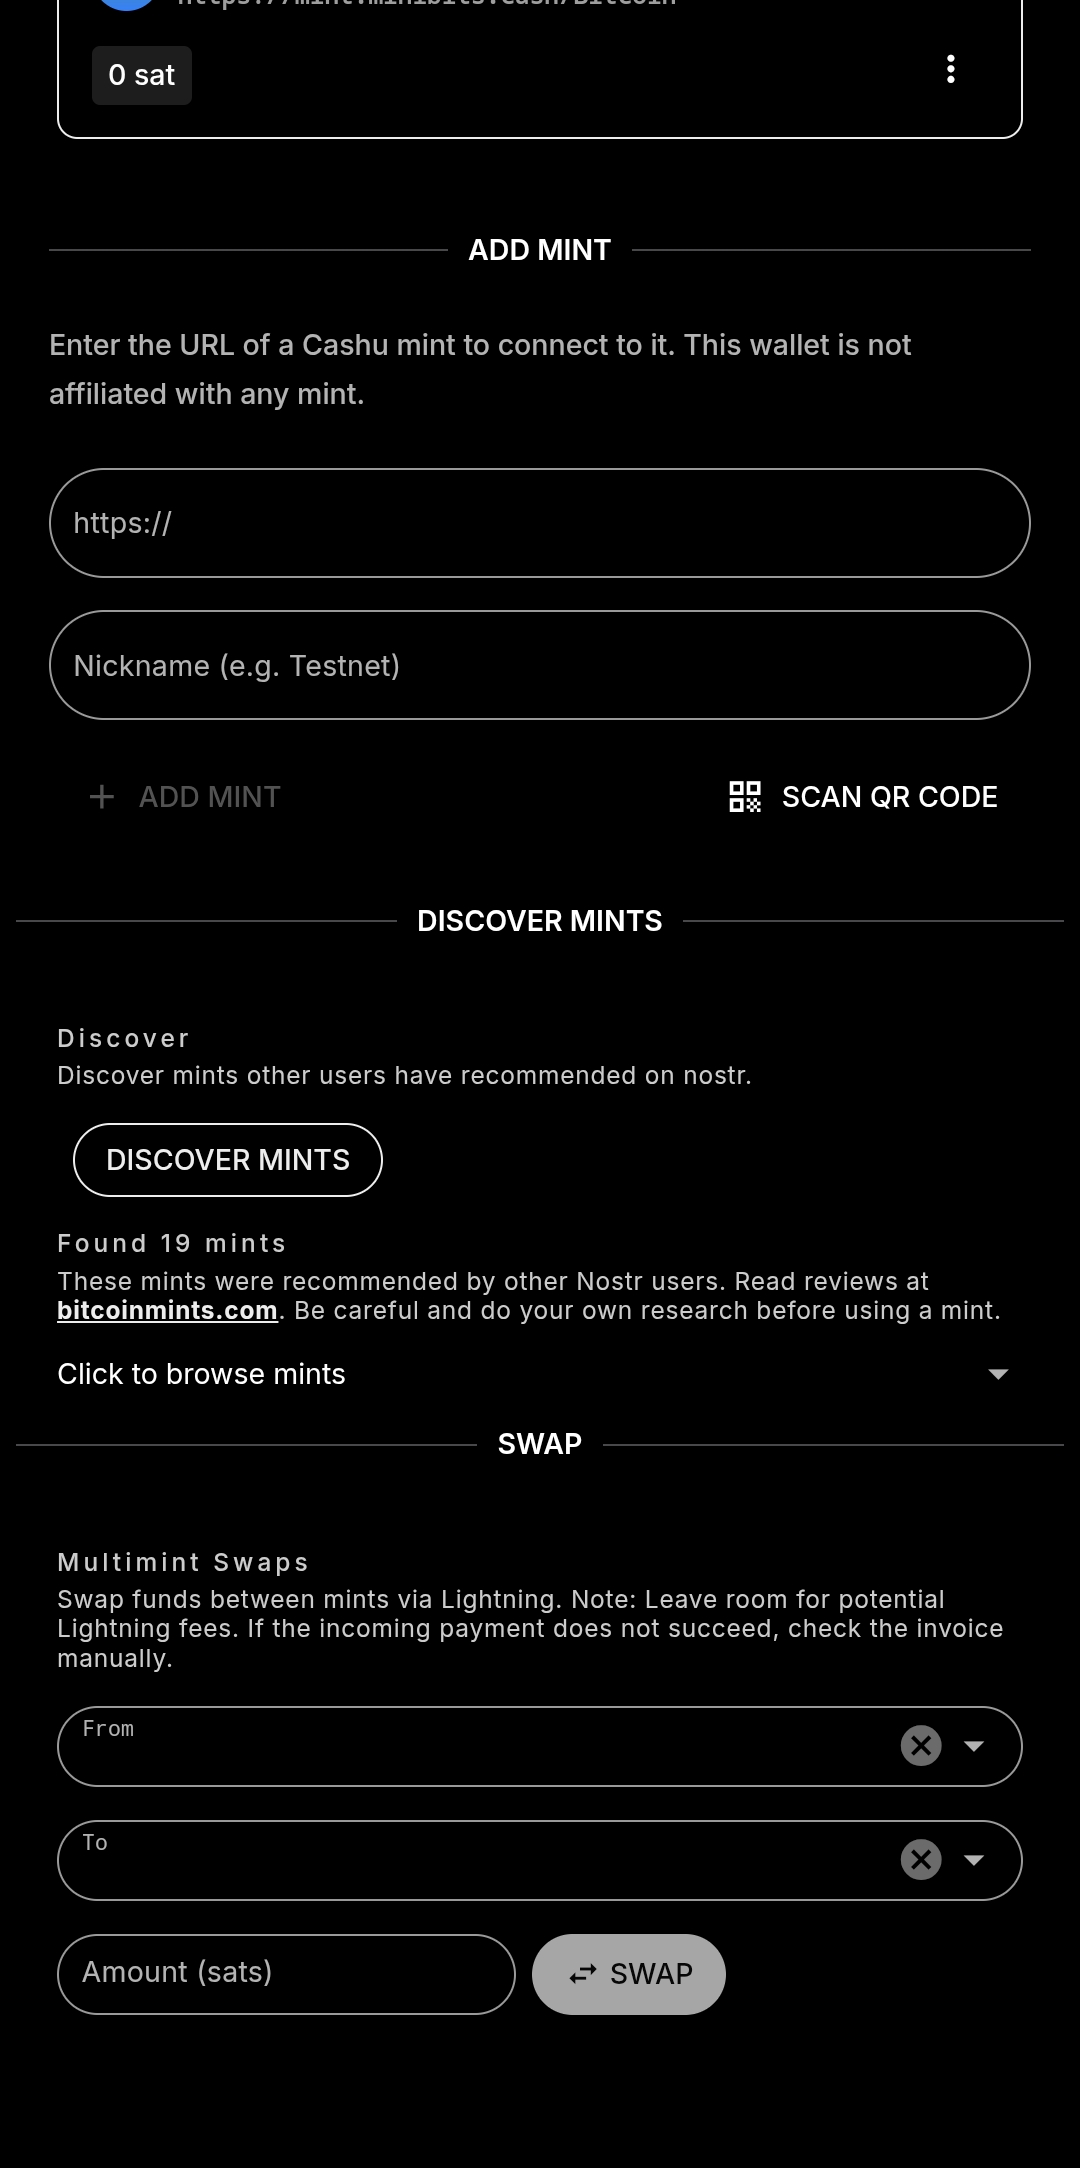 https://mint.minibits.cash/Bitcoin
0 sat
ADD MINT
Enter the URL of a Cashu mint to connect to it. This wallet is not
affiliated with any mint.
https://
Nickname (e.g. Testnet)
ADD MINT
SCAN QR CODE
DISCOVER MINTS
Discover
Discover mints other users have recommended on nostr.
DISCOVER MINTS
Found 19 mints
These mints were recommended by other Nostr users. Read reviews at
bitcoinmints.com. Be careful and do your own research before using a mint.
Click to browse mints
SWAP
Multimint Swaps
Swap funds between mints via Lightning. Note: Leave room for potential
Lightning fees. If the incoming payment does not succeed, check the invoice
manually.
From
To
Amount (sats)
SWAP